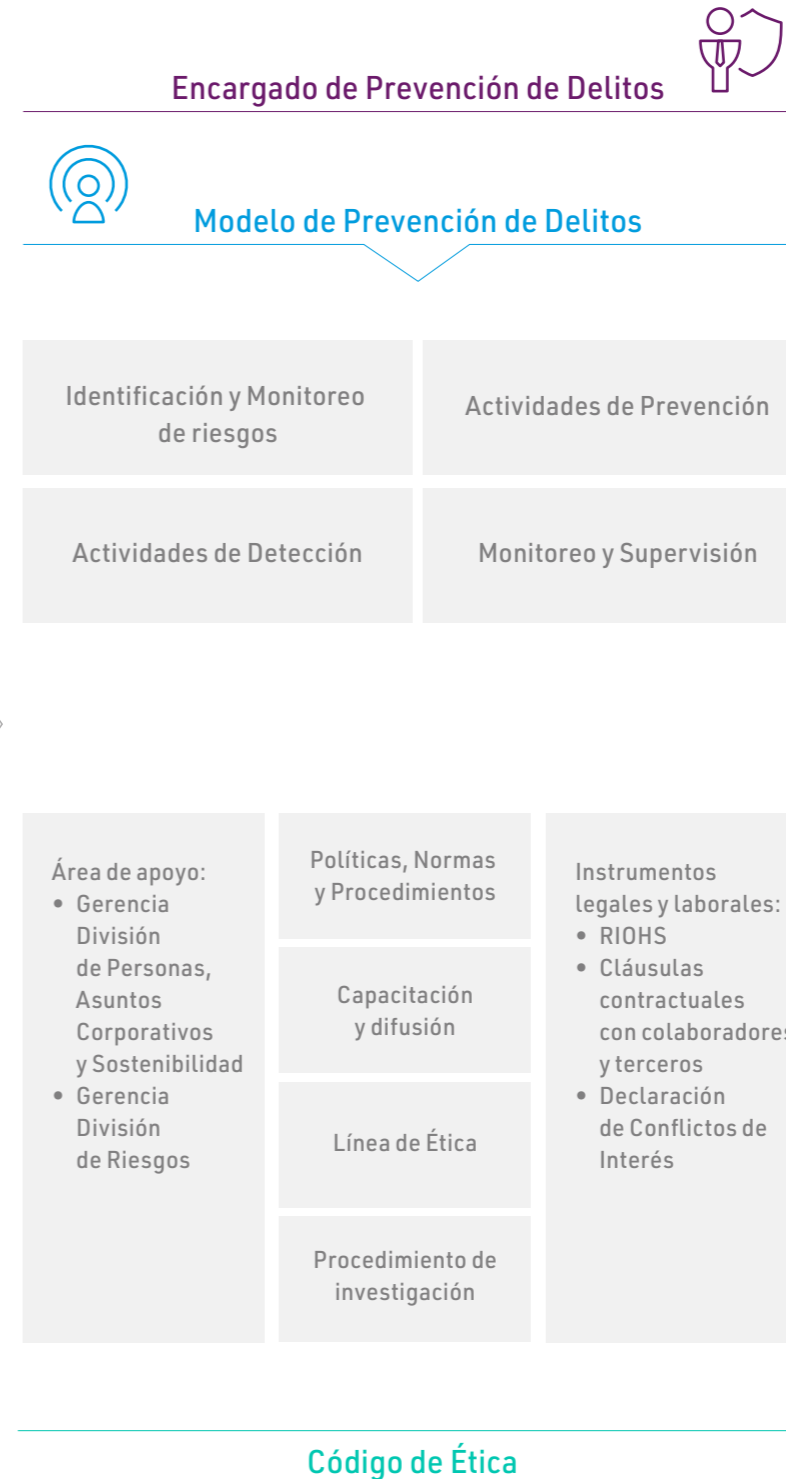 Encargado de Prevención de Delitos
Modelo de Prevención de Delitos
Identificación y Monitoreo
de riesgos
Actividades de Prevención
Actividades de Detección
Monitoreo y Supervisión
Área de apoyo:
• Gerencia
División
de Personas,
Asuntos
Corporativos
y Sostenibilidad
• Gerencia
División
de Riesgos
Políticas, Normas
y Procedimientos
Capacitación
y difusión
Línea de Ética
Procedimiento de
investigación
Instrumentos
legales y laborales:
• RIOHS
• Cláusulas
contractuales
con colaboradores
y terceros
• Declaración
de Conflictos de
Interés
Código de Ética